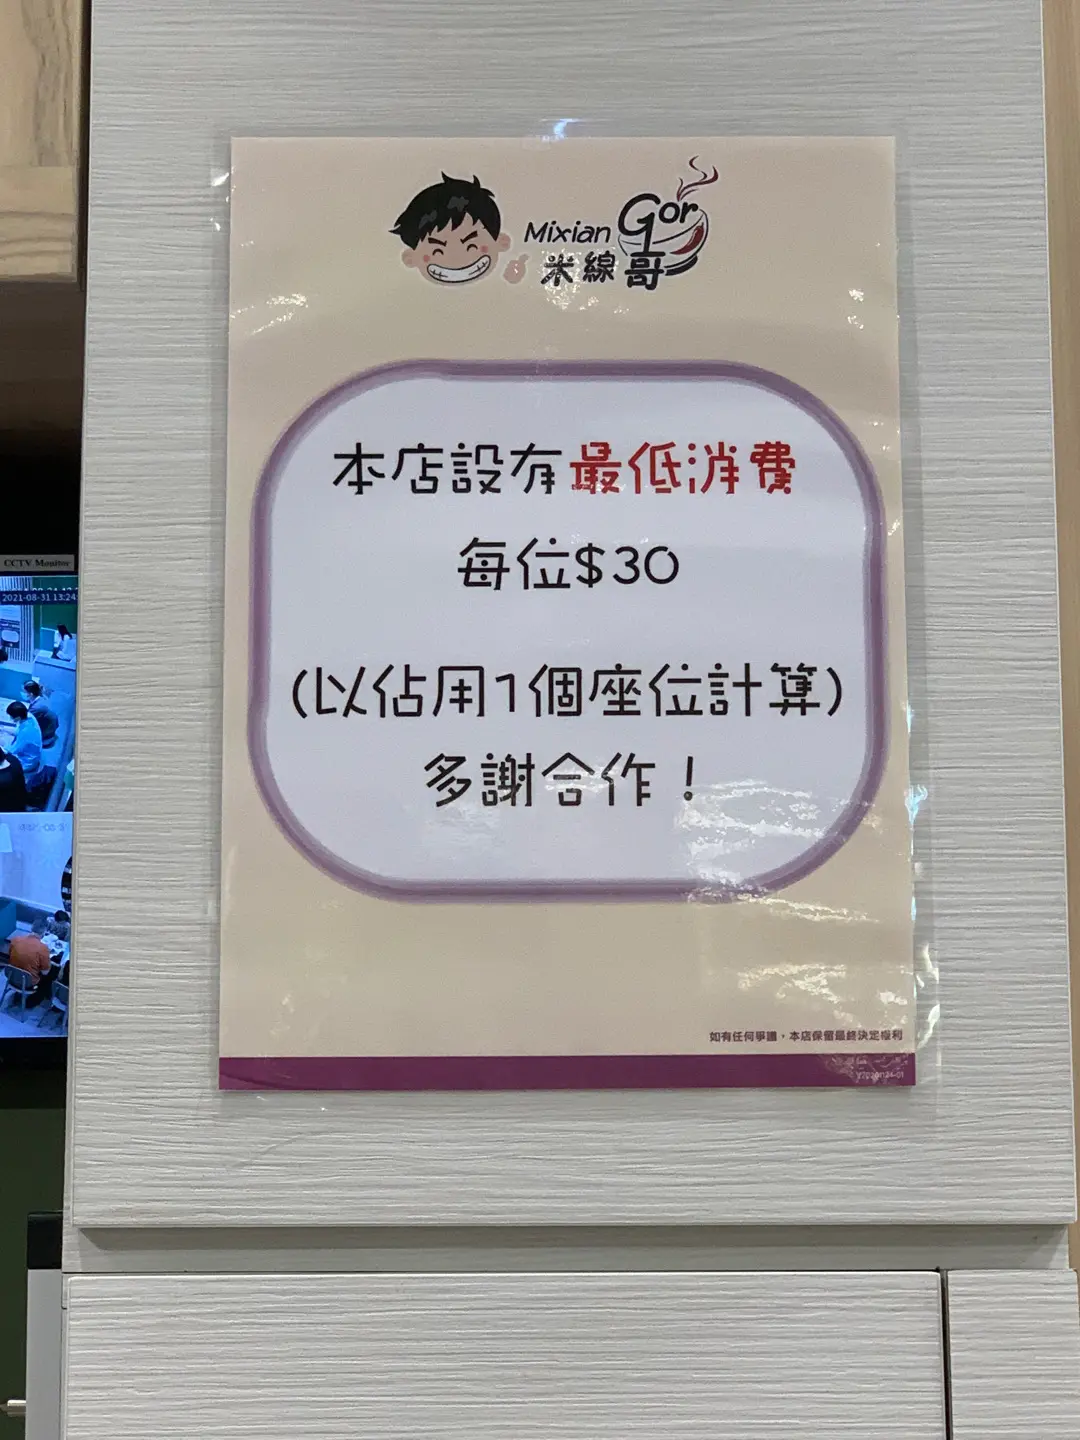 Mixian Gor
米線哥
本店設有最低消費
每位$30
(以佔用1個座位計算)
多謝合作！
如有任何爭議，本店保留最終決定權利
CCTV Monitor
2021-08-31 13:24